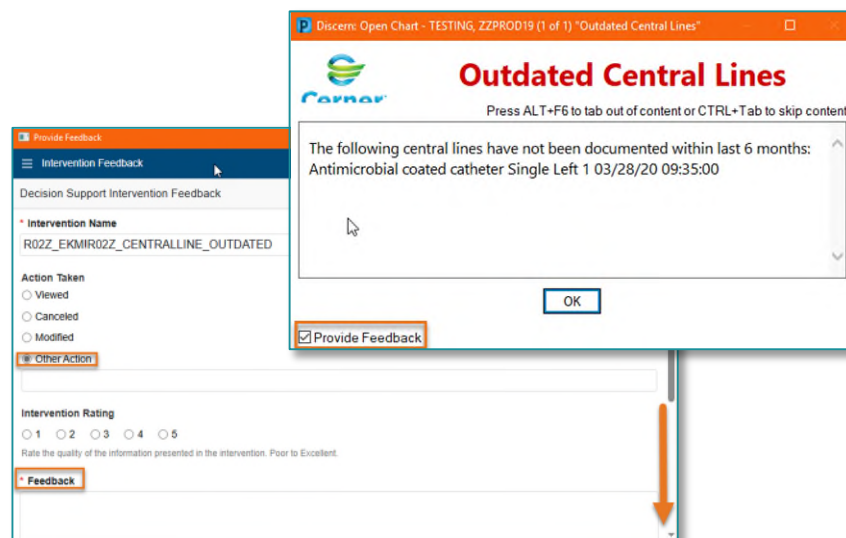 Discern: Open Chart - TESTING, ZZPROD19 (1 of 1) "Outdated Central Lines"
Cerner
Outdated Central Lines
Press ALT+F6 to tab out of content or CTRL+Tab to skip content
The following central lines have not been documented within last 6 months:
Antimicrobial coated catheter Single Left 1 03/28/20 09:35:00
OK
Provide Feedback
Provide Feedback
Intervention Feedback
Decision Support Intervention Feedback
* Intervention Name
R02Z_EKMIR02Z_CENTRALLINE_OUTDATED
Action Taken
Viewed
Canceled
Modified
Other Action
Intervention Rating
1 2 3 4 5
Rate the quality of the information presented in the intervention. Poor to Excellent.
* Feedback